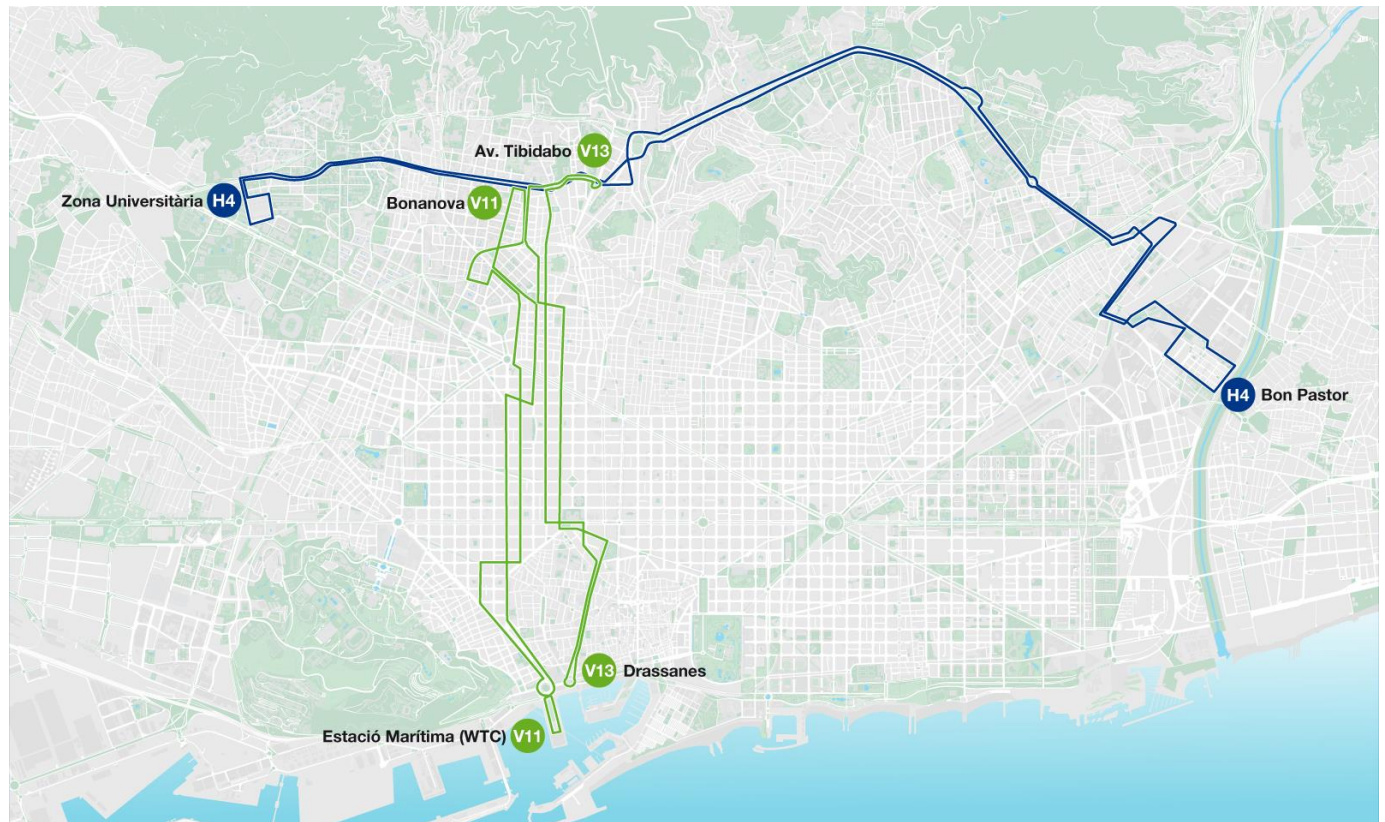 Av. Tibidabo V13
Zona Universitària H4
Bonanova V11
H4 Bon Pastor
V13 Drassanes
Estació Marítima (WTC) V11